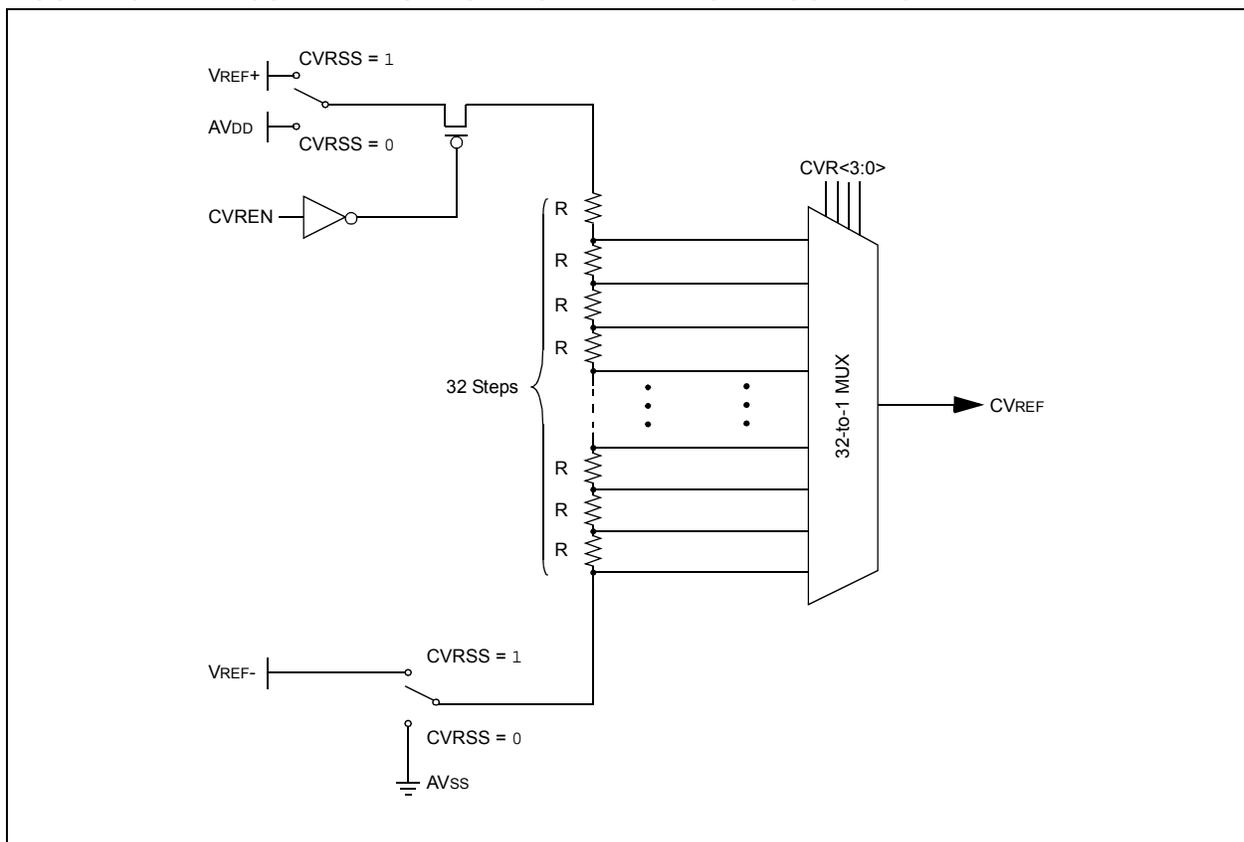 CVRSS = 1
VREF+
AVDD
CVRSS = 0
CVR<3:0>
CVREN
R
R
R
R
32 Steps
32-to-1 MUX
CVREF
R
R
R
CVRSS = 1
VREF-
CVRSS = 0
AVSS